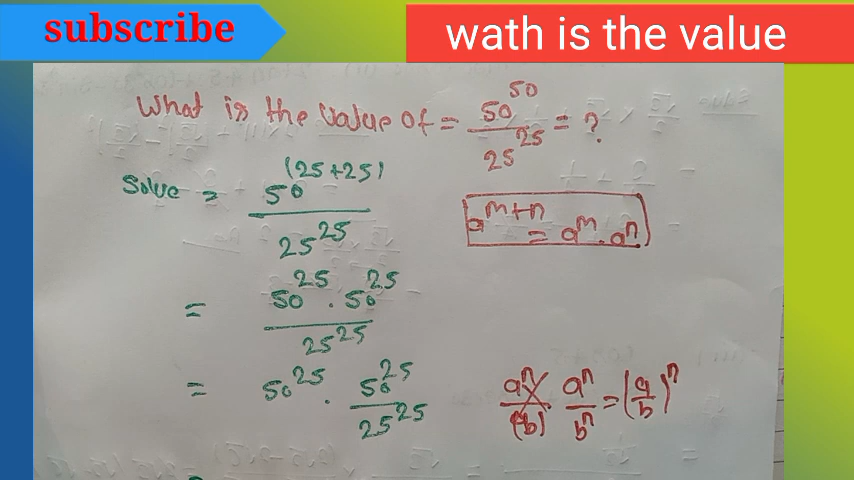 subscribe
wath is the value
What is the value of = 50^50 / 25^25 = ?
Solve = 50^(25+25) / 25^25
a^m+n = a^m . a^n
= 50^25 . 50^25 / 25^25
= 50^25 . 50^25 / 25^25
a^n / (b) a^n / b^n = (a/b)^n